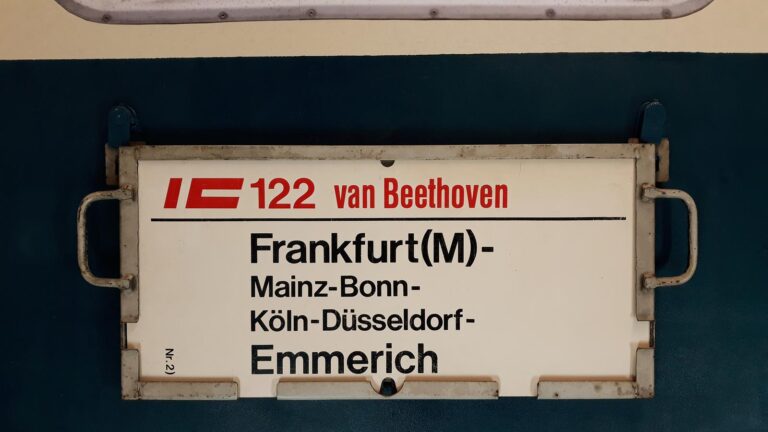 IC 122 van Beethoven
Frankfurt(M)-
Mainz-Bonn-
Köln-Düsseldorf-
Emmerich
Nr.2)